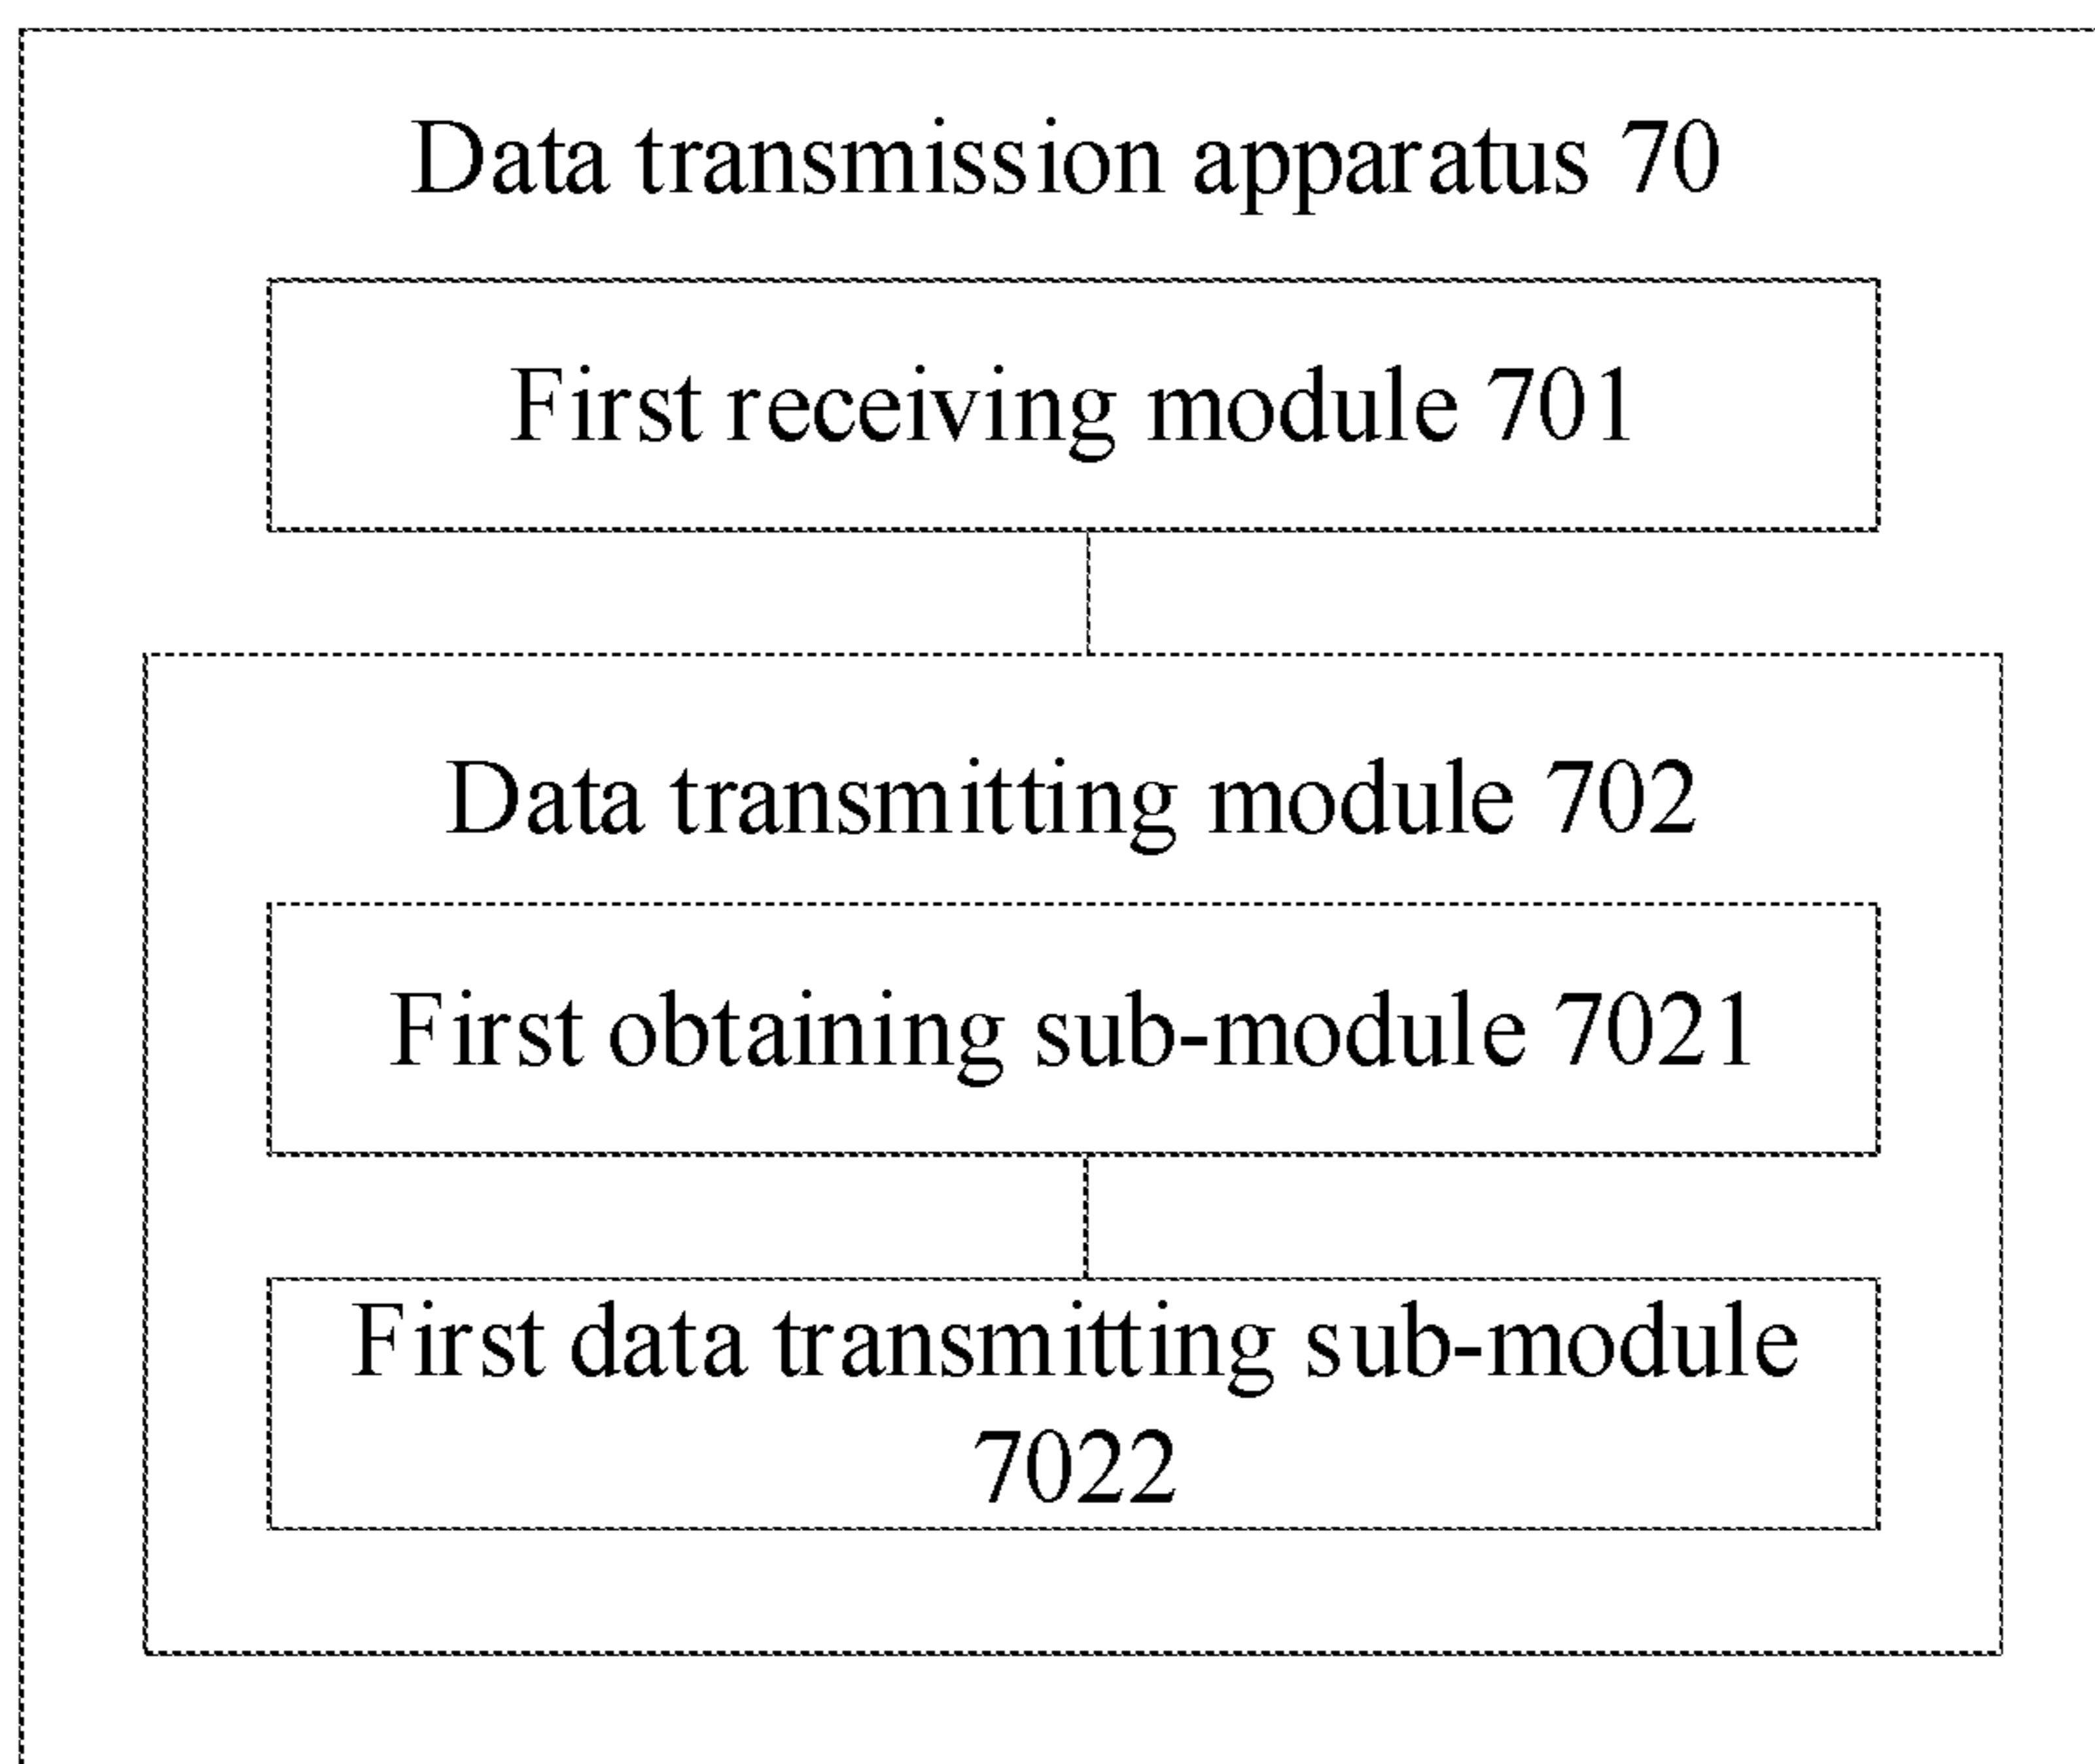 Data transmission apparatus 70
First receiving module 701
Data transmitting module 702
First obtaining sub-module 7021
First data transmitting sub-module
7022